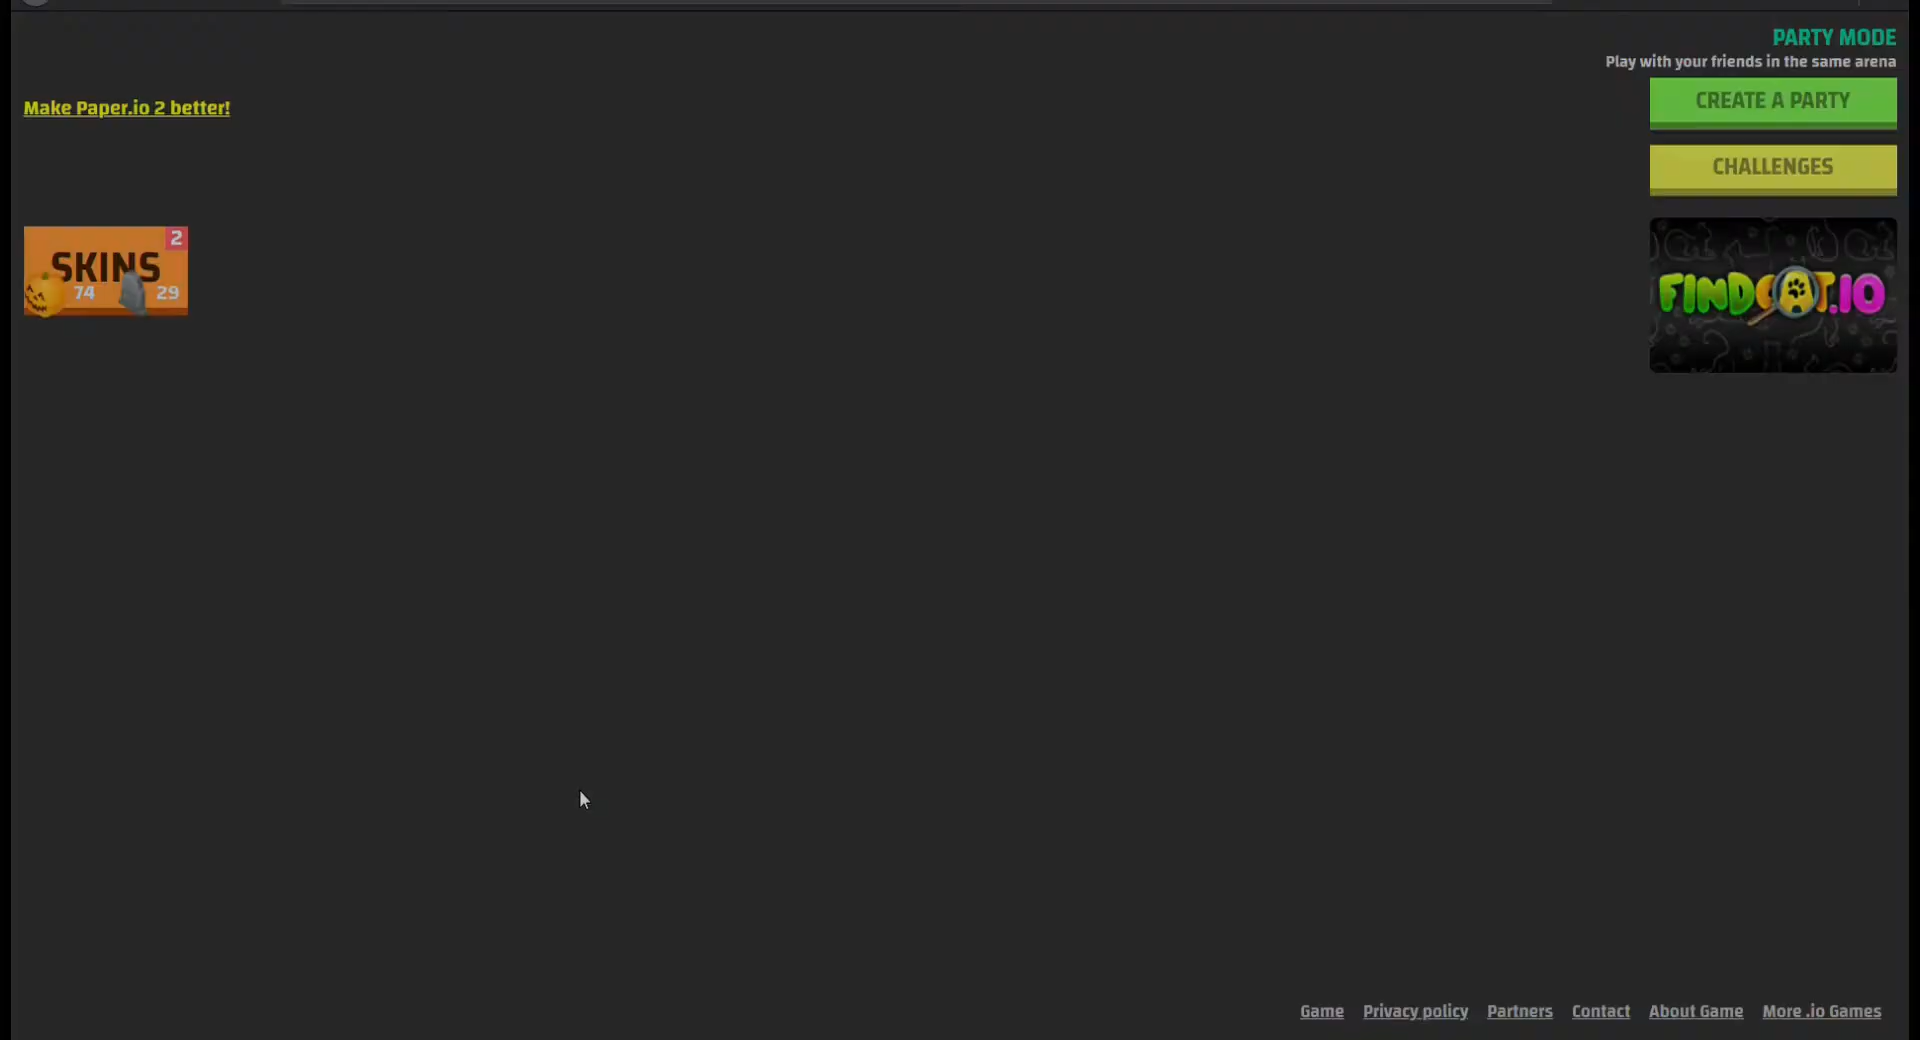 PARTY MODE
Play with your friends in the same arena
Make Paper.io 2 better!
CREATE A PARTY
CHALLENGES
2
SKINS
74 29
FINDCAT.IO
Game Privacy policy Partners Contact About Game More .io Games